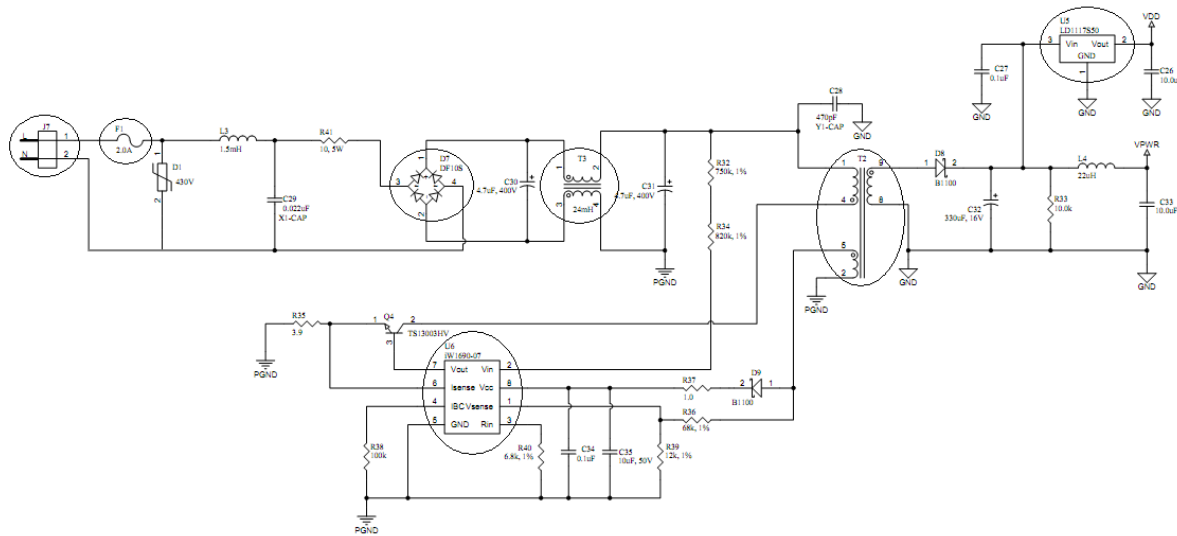 U5
LD1117S50
VDD
3
Vin
Vout
2
GND
1
C27
0.1uF
GND
GND
C26
10.0u
GND
C28
470pF
Y1-CAP
GND
J7
L
1
N
2
F1
2.0A
L3
1.5mH
R41
10, 5W
1
D1
430V
2
C29
0.022uF
X1-CAP
1
D7
DF10S
3
4
2
C30
4.7uF, 400V
T3
1
2
3
4
24mH
C31
4.7uF, 400V
R32
750k, 1%
R34
820k, 1%
PGND
T2
1
9
4
8
5
2
PGND
GND
D8
1
2
B1100
C32
330uF, 16V
R33
10.0k
L4
22uH
VPWR
C33
10.0uF
GND
R35
3.9
PGND
1
Q4
2
TS13003HV
3
U6
iW1690-07
7
Vout
Vin
2
6
Isense
Vcc
8
4
IBC
Vsense
1
5
GND
Rin
3
R37
1.0
2
D9
1
B1100
R36
68k, 1%
R38
100k
R40
6.8k, 1%
C34
0.1uF
C35
10uF, 50V
R39
12k, 1%
PGND